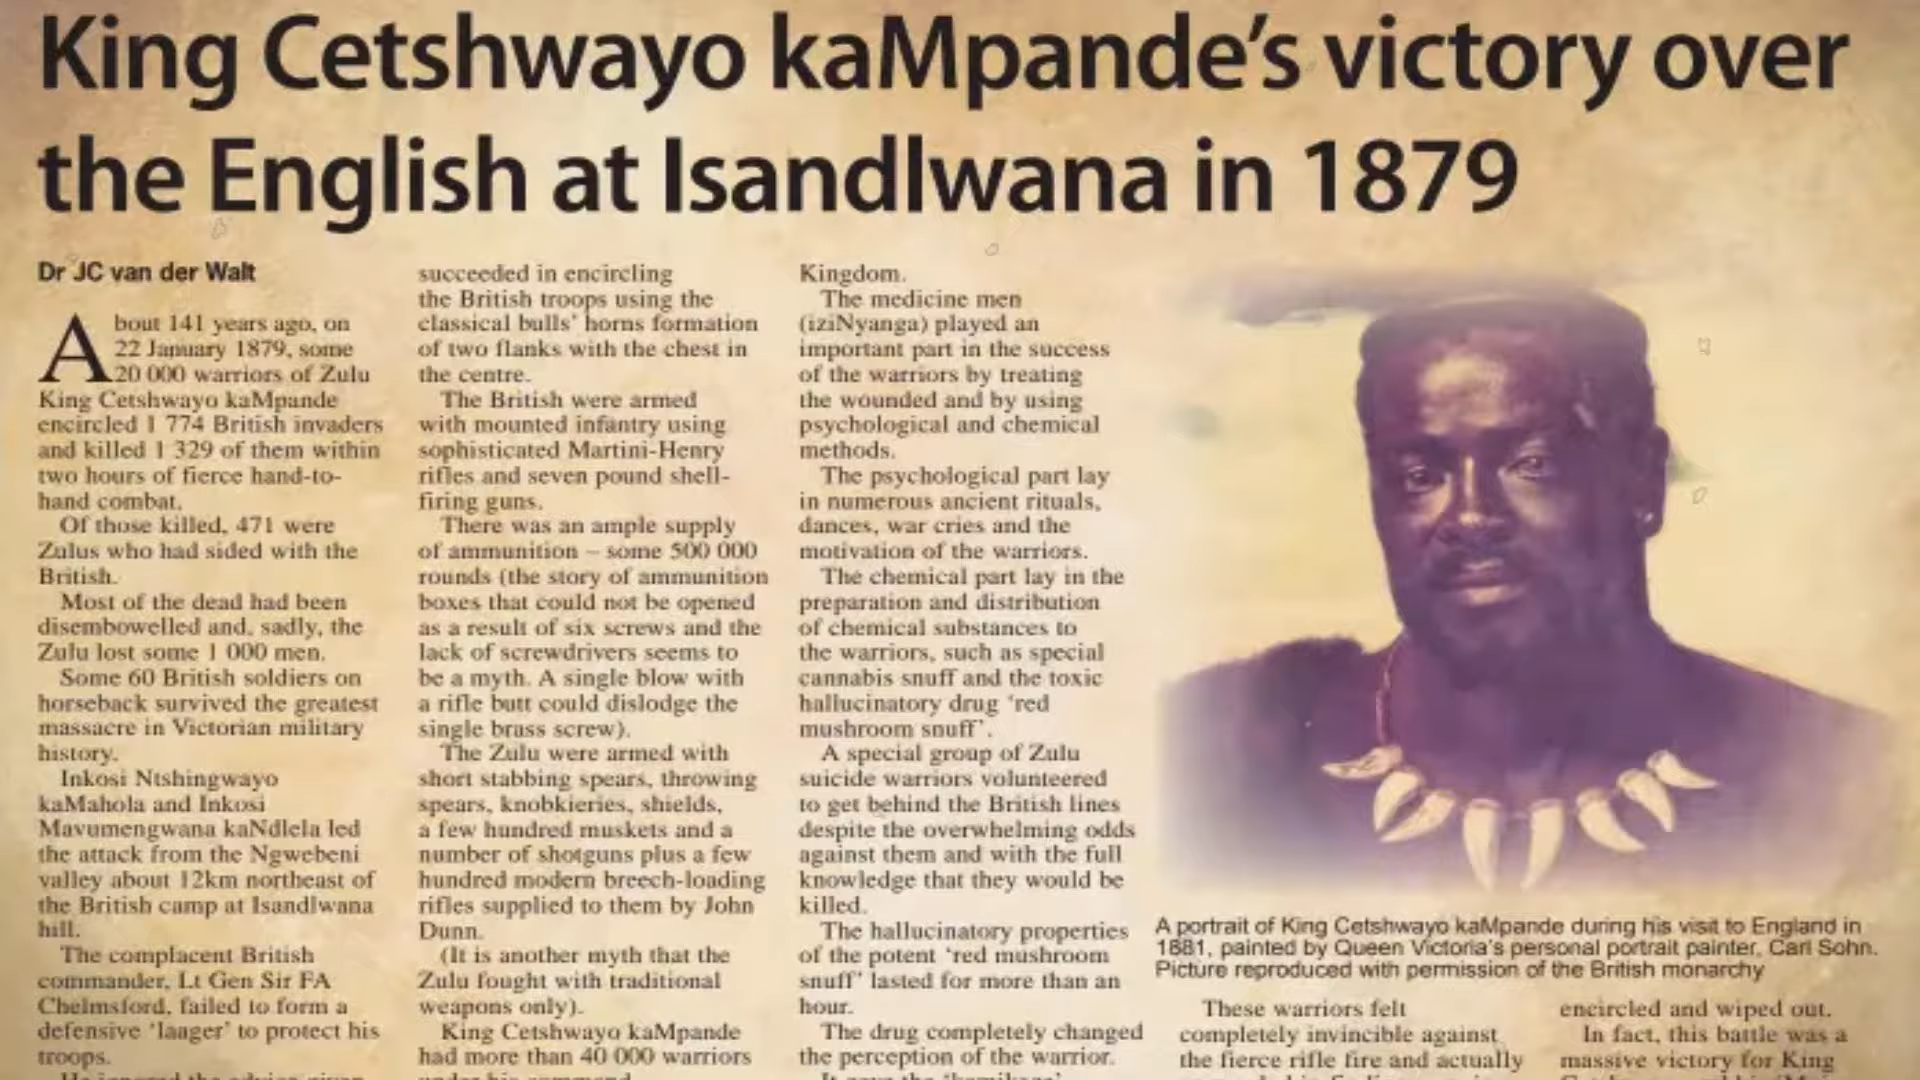 King Cetshwayo kaMpande's victory over
the English at Isandlwana in 1879
Dr JC van der Walt
About 141 years ago, on
22 January 1879, some
20 000 warriors of Zulu
King Cetshwayo kaMpande
encircled 1 774 British invaders
and killed 1 329 of them within
two hours of fierce hand-to-
hand combat.
Of those killed, 471 were
Zulus who had sided with the
British.
Most of the dead had been
disembowelled and, sadly, the
Zulu lost some 1 000 men.
Some 60 British soldiers on
horseback survived the greatest
massacre in Victorian military
history.
Inkosi Ntshingwayo
kaMahola and Inkosi
Mavumengwana kaNdlela led
the attack from the Ngwebeni
valley about 12km northeast of
the British camp at Isandlwana
hill.
The complacent British
commander, Lt Gen Sir FA
Chelmsford, failed to form a
defensive 'laager' to protect his
troops.
succeeded in encircling
the British troops using the
classical bulls' horns formation
of two flanks with the chest in
the centre.
The British were armed
with mounted infantry using
sophisticated Martini-Henry
rifles and seven pound shell-
firing guns.
There was an ample supply
of ammunition – some 500 000
rounds (the story of ammunition
boxes that could not be opened
as a result of six screws and the
lack of screwdrivers seems to
be a myth. A single blow with
a rifle butt could dislodge the
single brass screw).
The Zulu were armed with
short stabbing spears, throwing
spears, knobkieries, shields,
a few hundred muskets and a
number of shotguns plus a few
hundred modern breech-loading
rifles supplied to them by John
Dunn.
(It is another myth that the
Zulu fought with traditional
weapons only).
King Cetshwayo kaMpande
had more than 40 000 warriors
Kingdom.
The medicine men
(iziNyanga) played an
important part in the success
of the warriors by treating
the wounded and by using
psychological and chemical
methods.
The psychological part lay
in numerous ancient rituals,
dances, war cries and the
motivation of the warriors.
The chemical part lay in the
preparation and distribution
of chemical substances to
the warriors, such as special
cannabis snuff and the toxic
hallucinatory drug 'red
mushroom snuff'.
A special group of Zulu
suicide warriors volunteered
to get behind the British lines
despite the overwhelming odds
against them and with the full
knowledge that they would be
killed.
The hallucinatory properties
of the potent 'red mushroom
snuff' lasted for more than an
hour.
The drug completely changed
the perception of the warrior.
A portrait of King Cetshwayo kaMpande during his visit to England in
1881, painted by Queen Victoria's personal portrait painter, Carl Sohn.
Picture reproduced with permission of the British monarchy
These warriors felt
completely invincible against
the fierce rifle fire and actually
encircled and wiped out.
In fact, this battle was a
massive victory for King